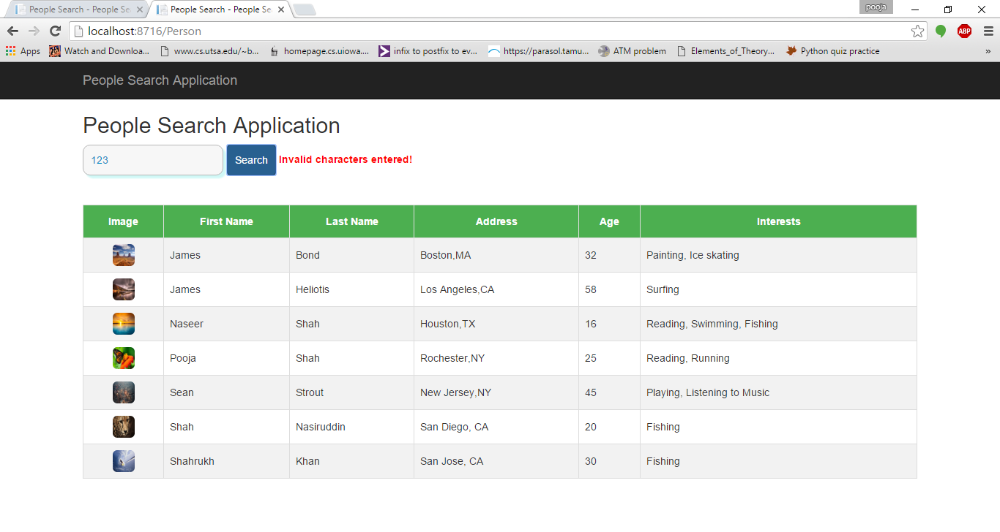 People Search - People Se
People Search - People Se
pooja
localhost:8716/Person
ABP
Apps
Watch and Downloa...
www.cs.utsa.edu/~b...
homepage.cs.uiowa....
infix to postfix to ev...
https://parasol.tamu...
ATM problem
Elements_of_Theory...
Python quiz practice
»
People Search Application
People Search Application
123 Search Invalid characters entered!
Image First Name Last Name Address Age Interests
James Bond Boston,MA 32 Painting, Ice skating
James Heliotis Los Angeles,CA 58 Surfing
Naseer Shah Houston,TX 16 Reading, Swimming, Fishing
Pooja Shah Rochester,NY 25 Reading, Running
Sean Strout New Jersey,NY 45 Playing, Listening to Music
Shah Nasiruddin San Diego, CA 20 Fishing
Shahrukh Khan San Jose, CA 30 Fishing